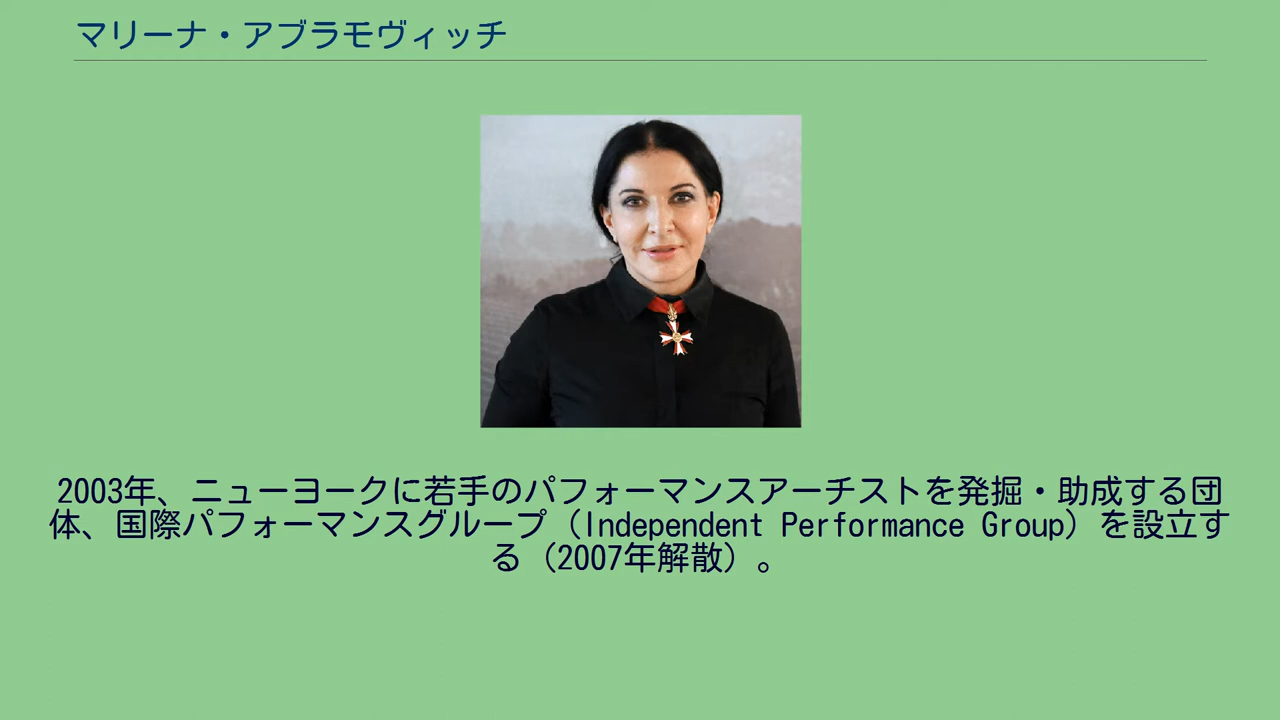 マリーナ・アブラモヴィッチ
2003年、ニューヨークに若手のパフォーマンスアーチストを発掘・助成する団
体、国際パフォーマンスグループ（Independent Performance Group）を設立す
る（2007年解散）。